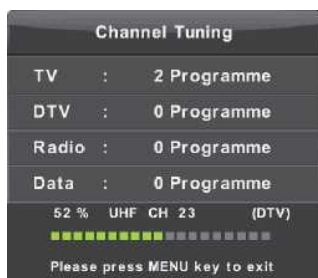 Channel Tuning
TV : 2 Programme
DTV : 0 Programme
Radio : 0 Programme
Data : 0 Programme
52 % UHF CH 23 (DTV)
Please press MENU key to exit